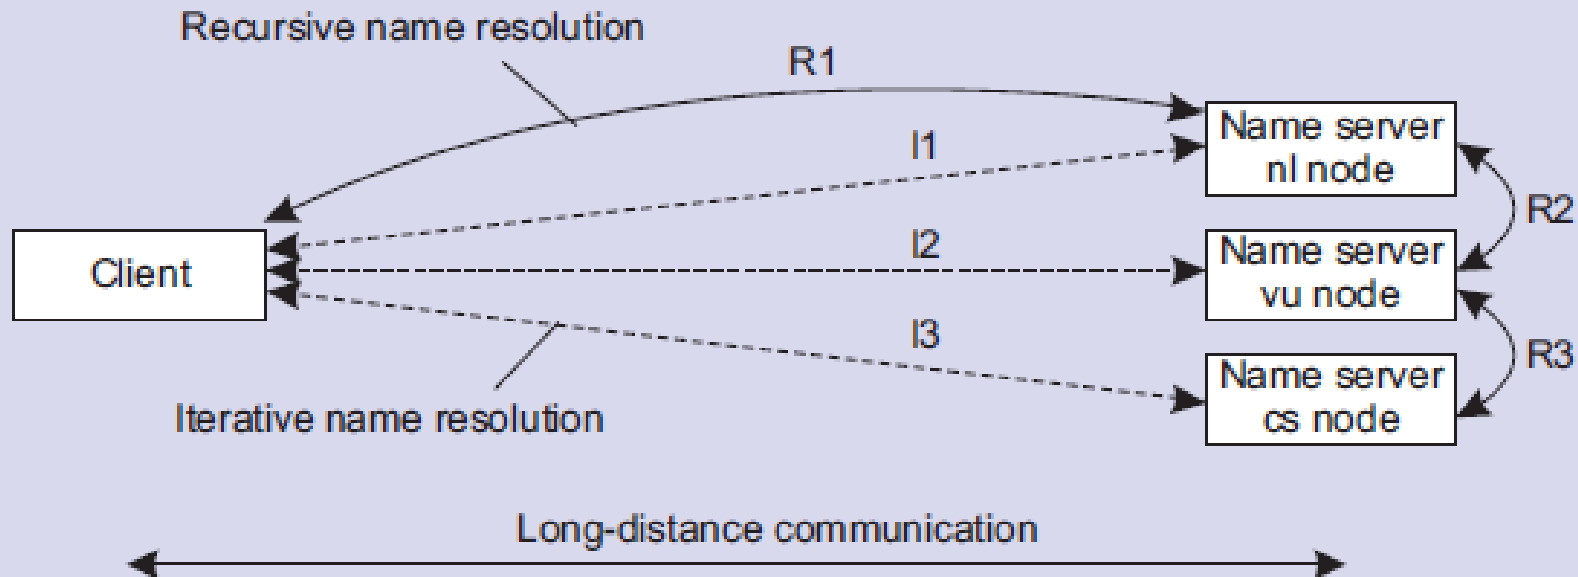 Recursive name resolution
R1
Name server
nl node
I1
R2
Client
I2
Name server
vu node
I3
R3
Name server
cs node
Iterative name resolution
Long-distance communication